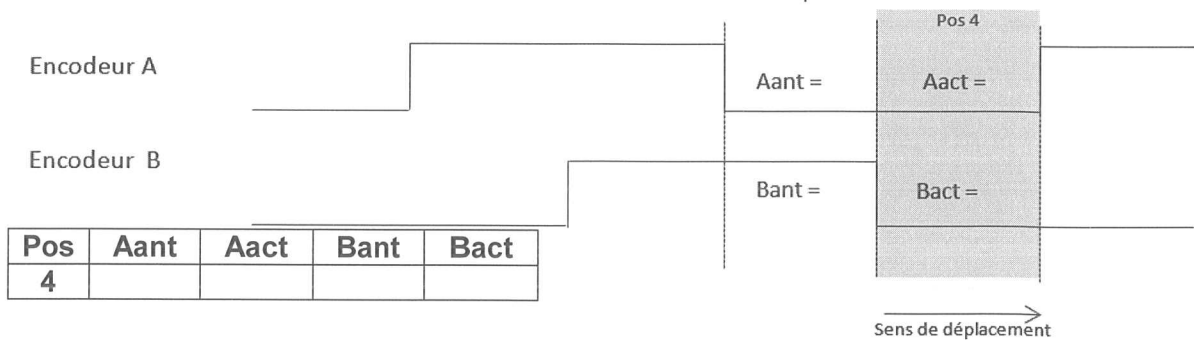 Pos 4
Encodeur A
Aant =
Aact =
Encodeur B
Bant =
Bact =
Pos Aant Aact Bant Bact
4
Sens de déplacement